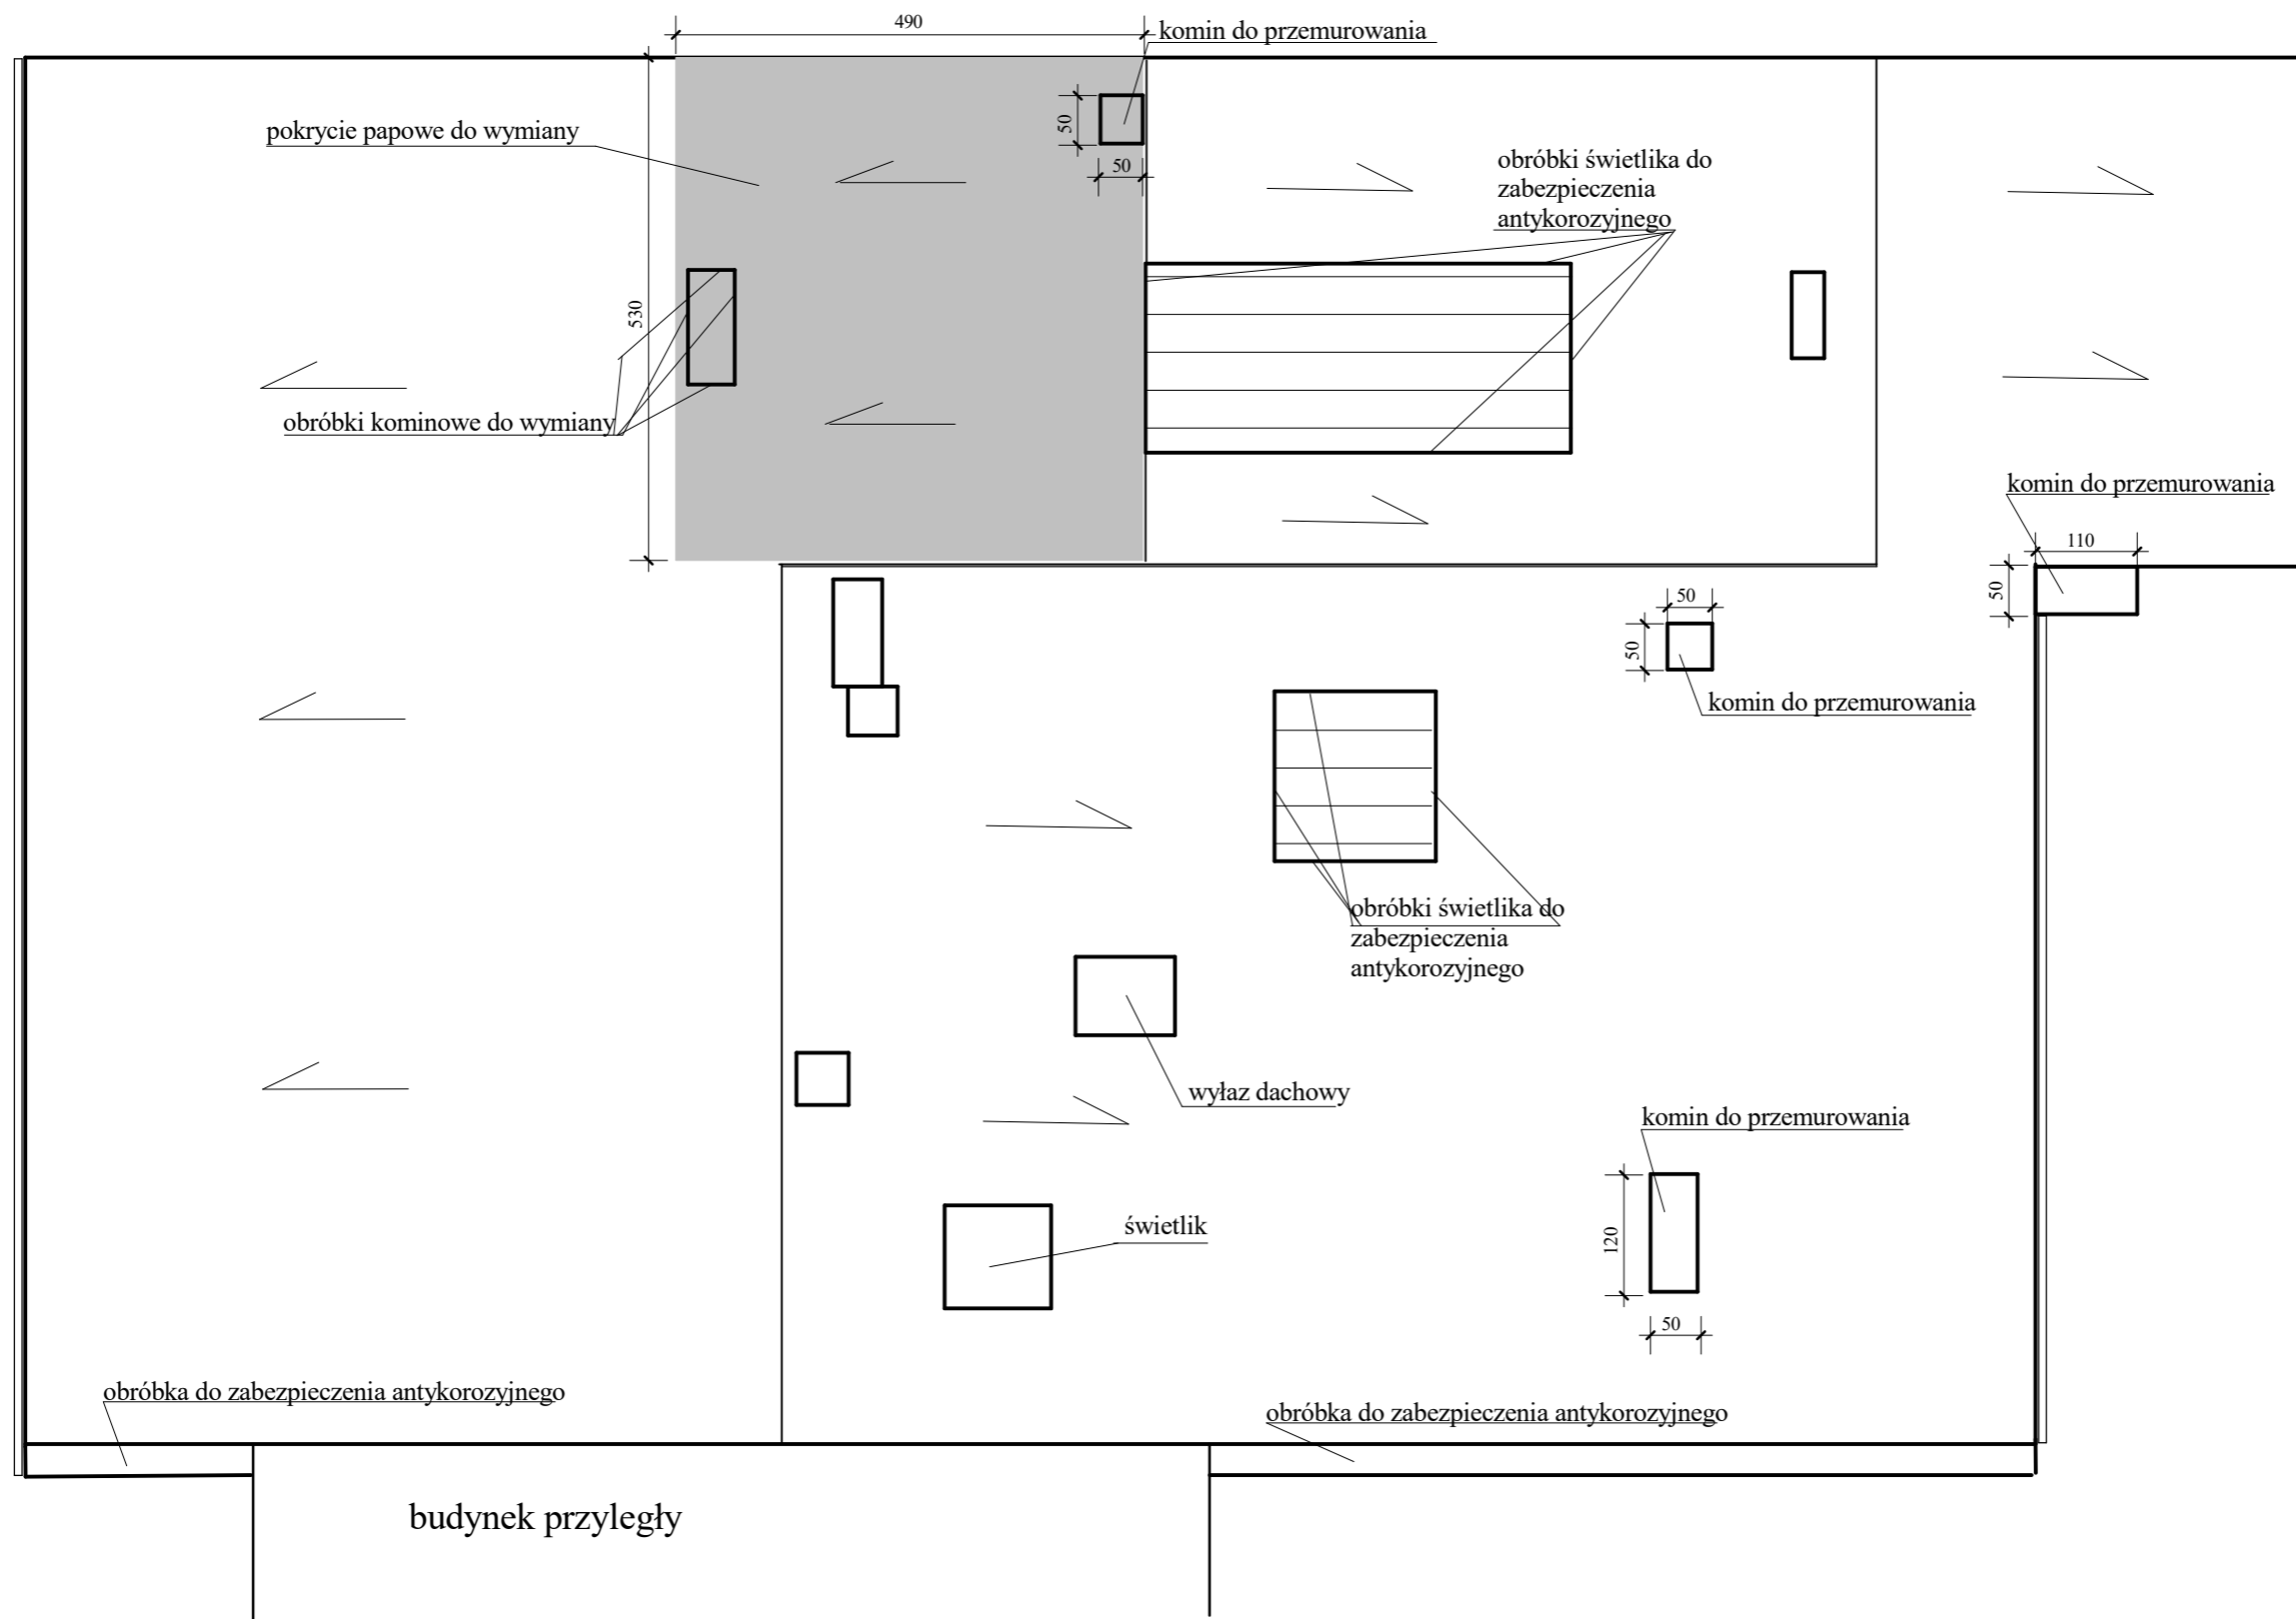 490
komin do przemurowania
pokrycie papowe do wymiany
50
50
obróbki świetlika do
zabezpieczenia
antykorozyjnego
530
obróbki kominowe do wymiany
komin do przemurowania
110
50
50
50
komin do przemurowania
obróbki świetlika do
zabezpieczenia
antykorozyjnego
wyłaz dachowy
komin do przemurowania
świetlik
120
50
obróbka do zabezpieczenia antykorozyjnego
obróbka do zabezpieczenia antykorozyjnego
budynek przyległy